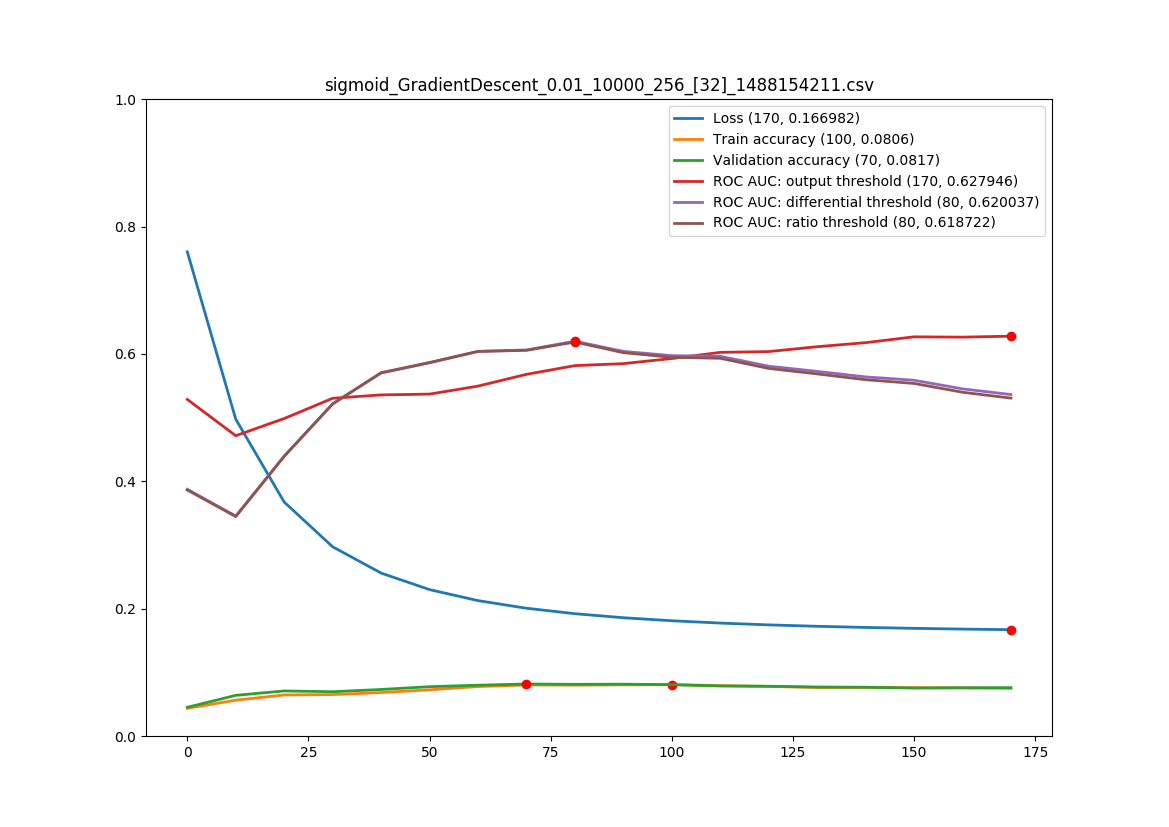 sigmoid_GradientDescent_0.01_10000_256_[32]_1488154211.csv
1.0
0.8
0.6
0.4
0.2
0.0
Loss (170, 0.166982)
Train accuracy (100, 0.0806)
Validation accuracy (70, 0.0817)
ROC AUC: output threshold (170, 0.627946)
ROC AUC: differential threshold (80, 0.620037)
ROC AUC: ratio threshold (80, 0.618722)
0 25 50 75 100 125 150 175